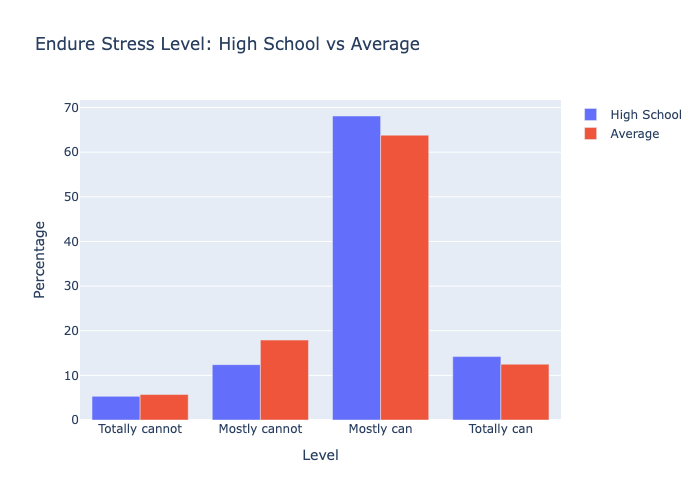 Endure Stress Level: High School vs Average
High School
Average
Percentage
70
60
50
40
30
20
10
0
Totally cannot
Mostly cannot
Mostly can
Totally can
Level